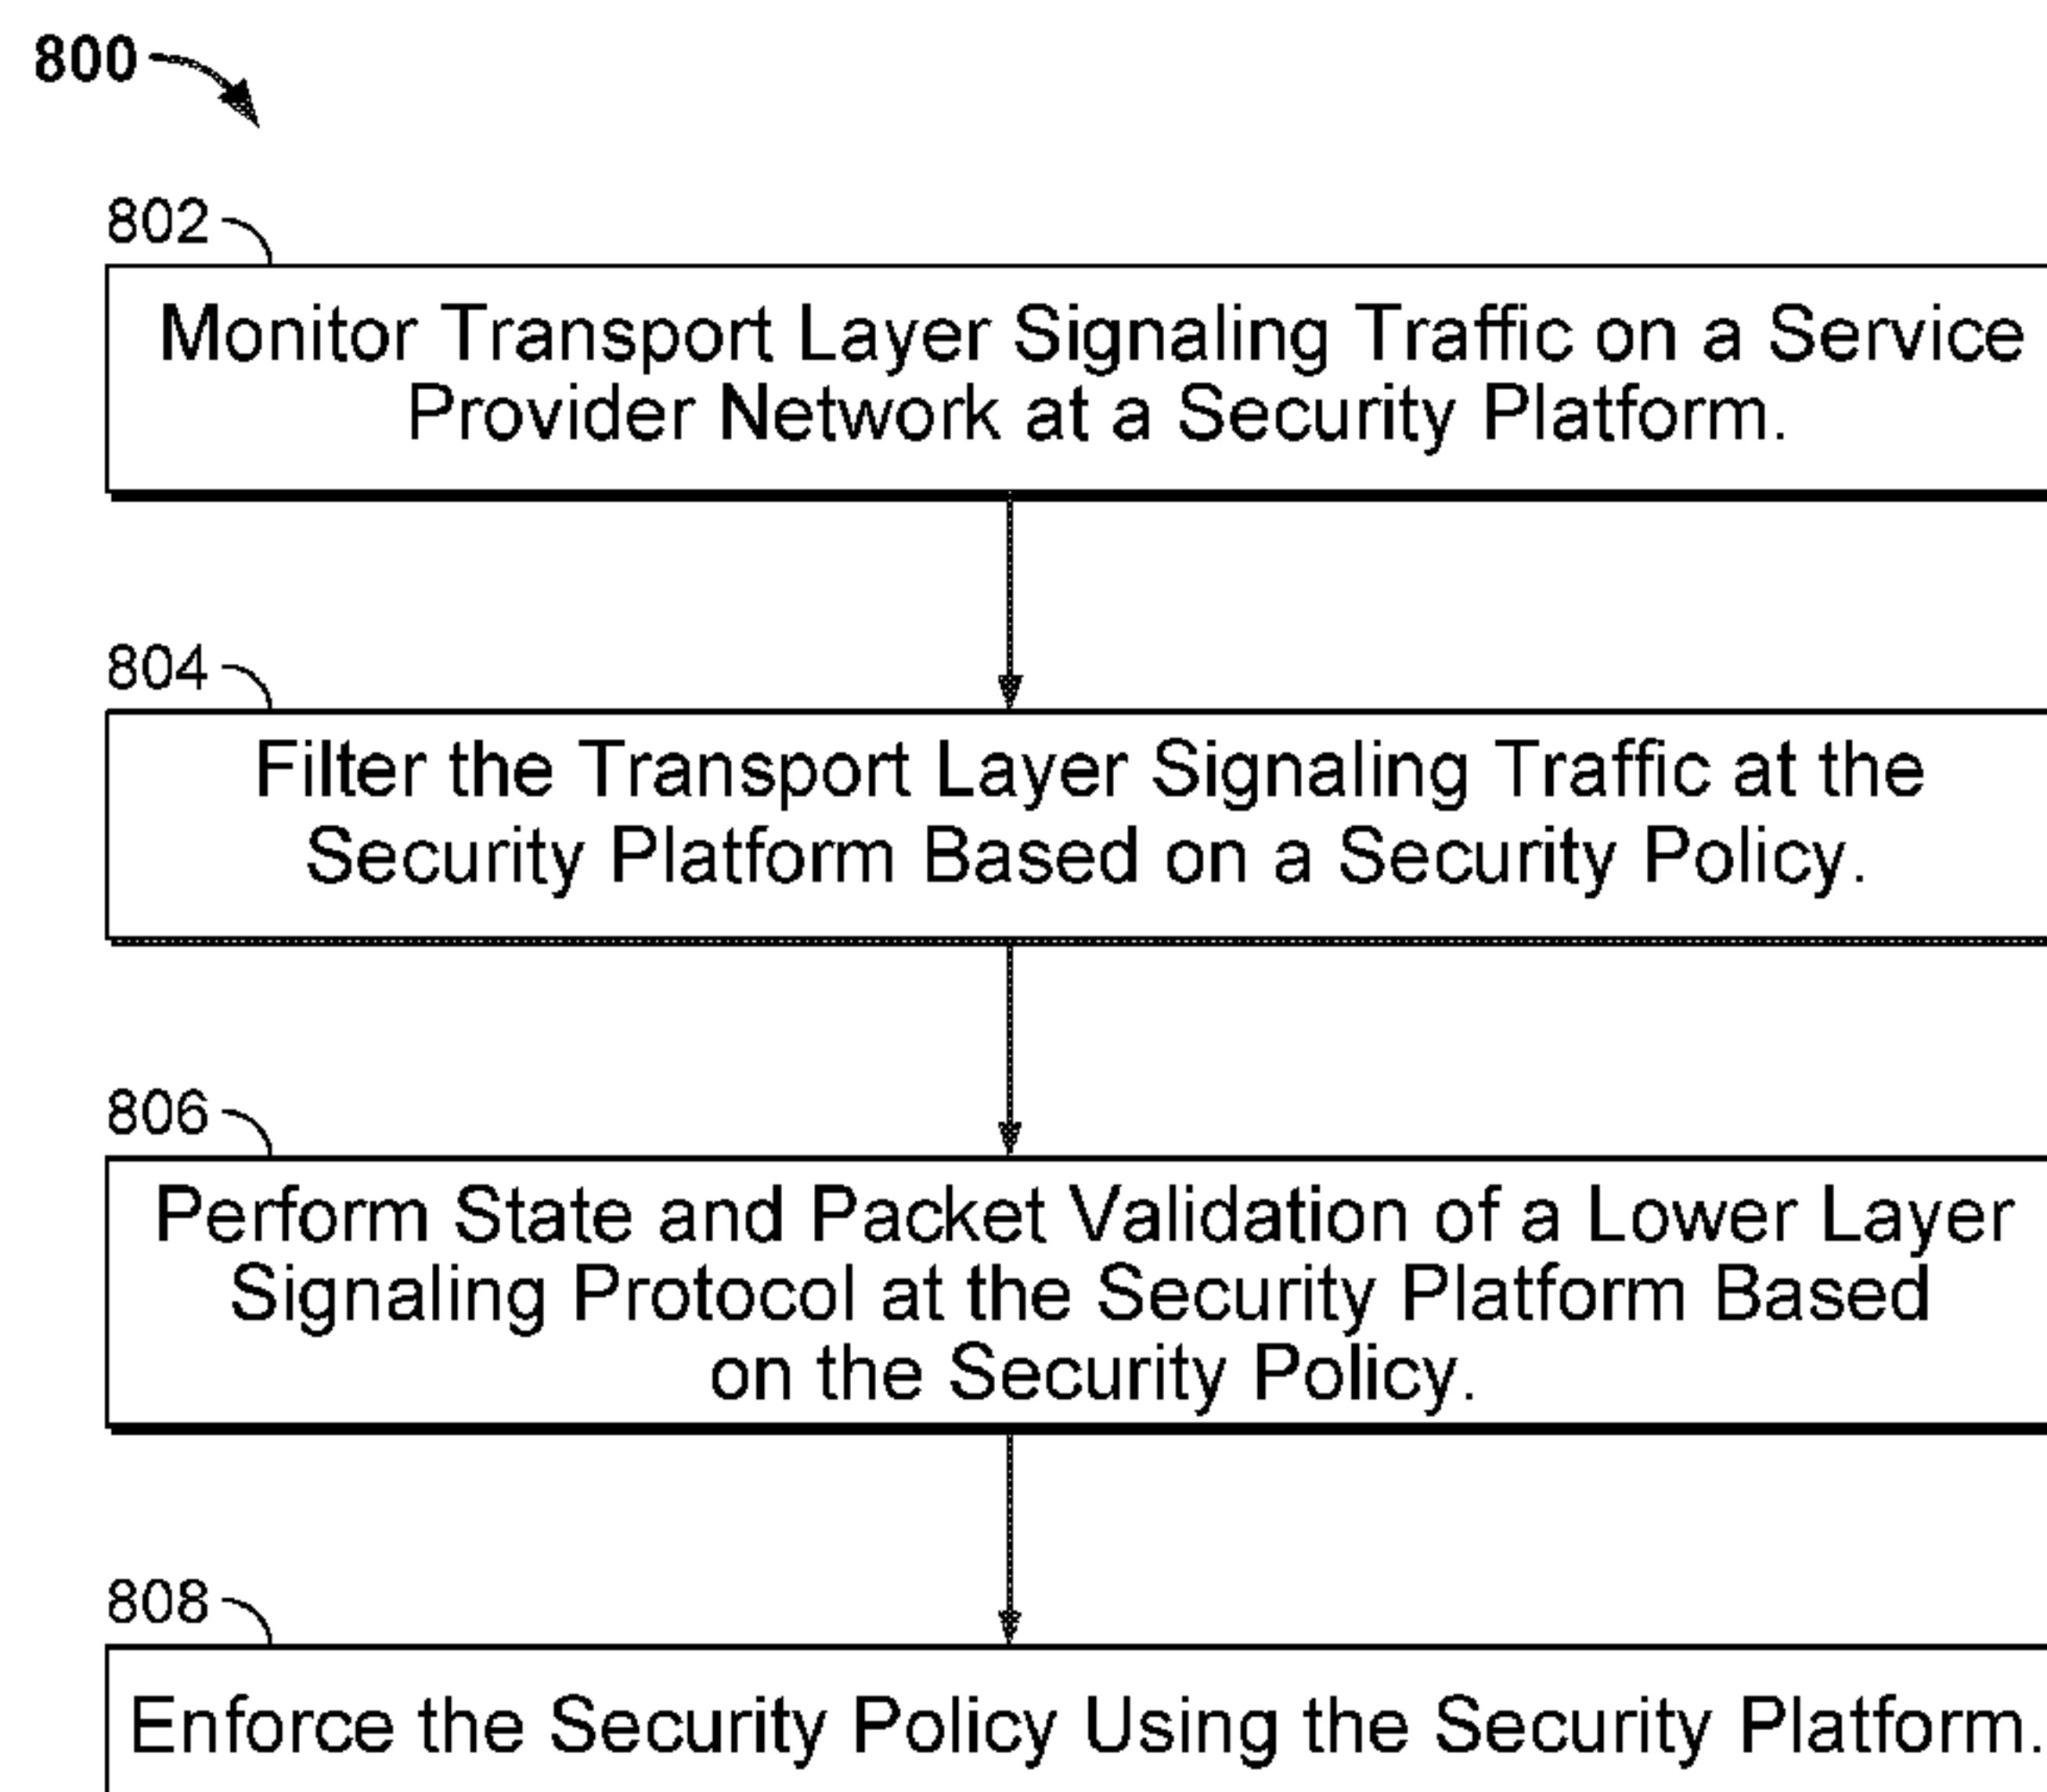 800
802
Monitor Transport Layer Signaling Traffic on a Service
Provider Network at a Security Platform.
804
Filter the Transport Layer Signaling Traffic at the
Security Platform Based on a Security Policy.
806
Perform State and Packet Validation of a Lower Layer
Signaling Protocol at the Security Platform Based
on the Security Policy.
808
Enforce the Security Policy Using the Security Platform.